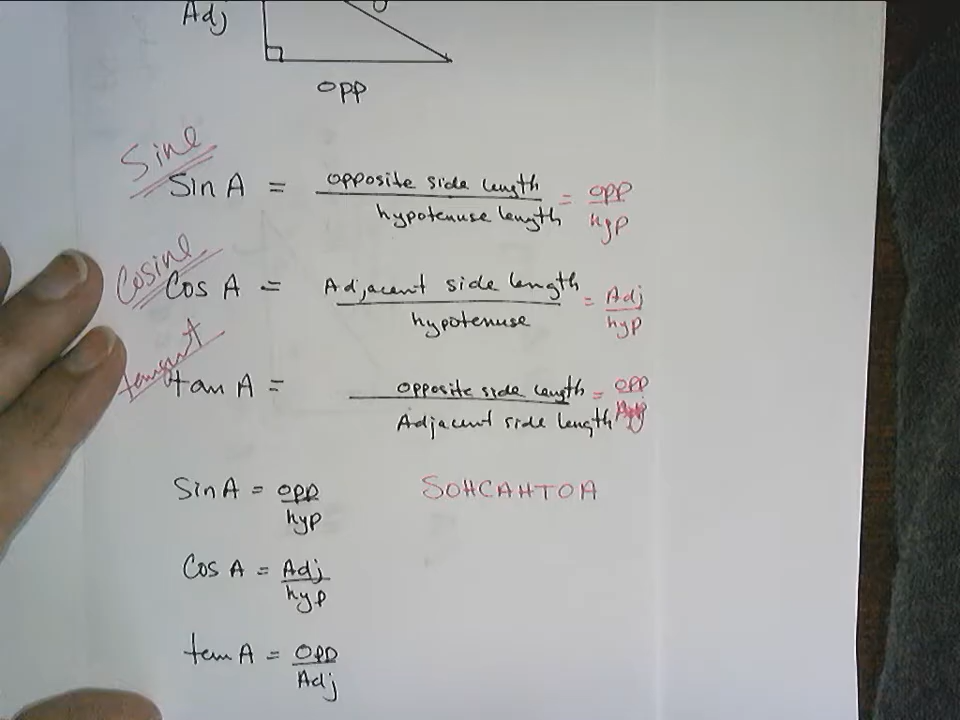 Adj
opp
Sine
Sin A = opposite side length / hypotenuse length = opp / hyp
Cosine
Cos A = Adjacent side length / hypotenuse = Adj / hyp
tangent
tan A = opposite side length / Adjacent side length = opp / Adj
Sin A = opp / hyp
SOHCAHTOA
Cos A = Adj / hyp
tan A = opp / Adj